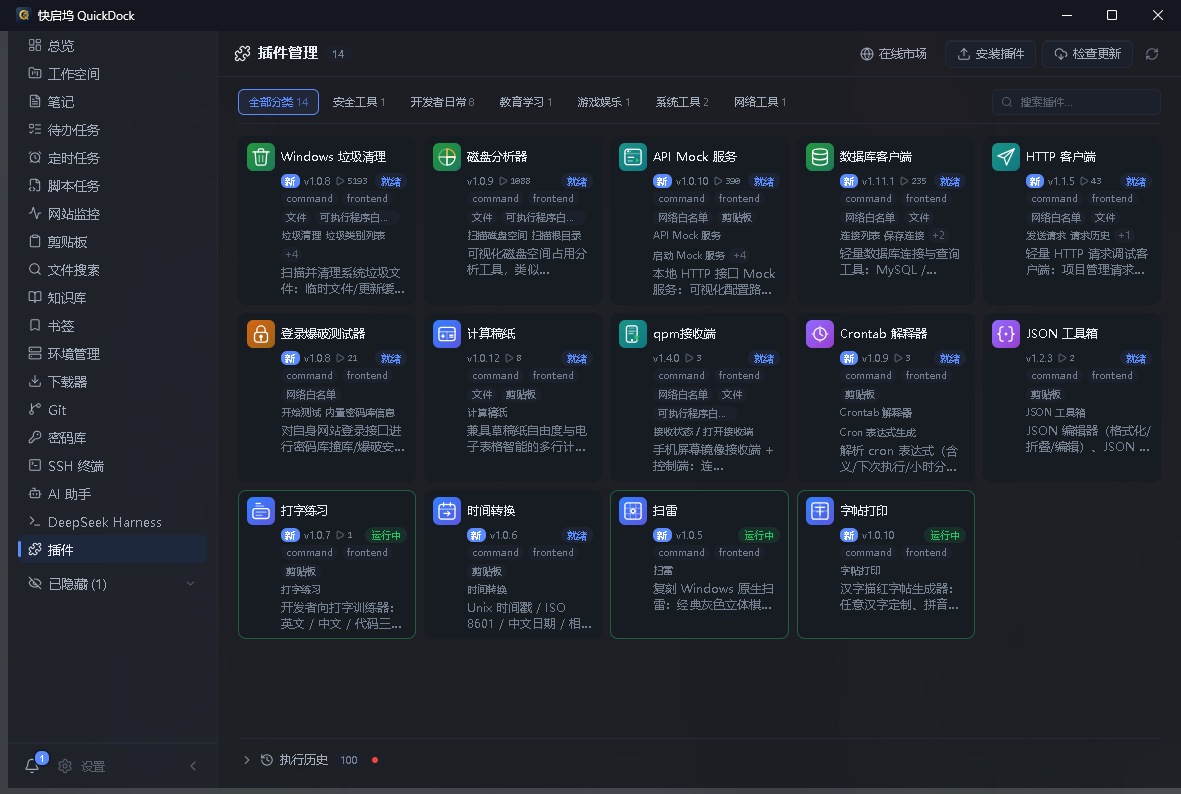 快启坞 QuickDock
总览
工作空间
笔记
待办任务
定时任务
脚本任务
网站监控
剪贴板
文件搜索
知识库
书签
环境管理
下载器
Git
密码库
SSH 终端
AI 助手
DeepSeek Harness
插件
已隐藏 (1)
1
设置
插件管理 14
在线市场
安装插件
检查更新
全部分类 14
安全工具 1
开发者日常 8
教育学习 1
游戏娱乐 1
系统工具 2
网络工具 1
搜索插件...
Windows 垃圾清理
新 v1.0.8 5193 就绪
command frontend
文件 可执行程序白...
垃圾清理 垃圾类别列表
+4
扫描并清理系统垃圾文
件：临时文件/更新缓...
磁盘分析器
v1.0.9 1088 就绪
command frontend
文件 可执行程序白...
扫描磁盘空间 扫描根目录
可视化磁盘空间占用分
析工具，类似...
API Mock 服务
新 v1.0.10 390 就绪
command frontend
网络白名单 剪贴板
API Mock 服务
启动 Mock 服务 +4
本地 HTTP 接口 Mock
服务：可视化配置路...
数据库客户端
新 v1.11.1 235 就绪
command frontend
网络白名单 文件
连接列表 保存连接 +2
轻量数据库连接与查询
工具：MySQL /...
HTTP 客户端
新 v1.1.5 43 就绪
command frontend
网络白名单 文件
发送请求 请求历史 +1
轻量 HTTP 请求调试客
户端：项目管理请求...
登录爆破测试器
新 v1.0.8 21 就绪
command frontend
网络白名单
开始测试 内置密码库信息
对自身网站登录接口进
行密码库撞库/爆破安...
计算稿纸
v1.0.12 8 就绪
command frontend
文件 剪贴板
计算稿纸
兼具草稿纸自由度与电
子表格智能的多行计...
qpm接收端
v1.4.0 3 就绪
command frontend
网络白名单 文件
可执行程序白...
接收状态 / 打开接收端
手机屏幕镜像接收端 +
控制端：连...
Crontab 解释器
新 v1.0.9 3 就绪
command frontend
剪贴板
Crontab 解释器
Cron 表达式生成
解析 cron 表达式（含
义/下次执行/小时分...
JSON 工具箱
v1.2.3 2 就绪
command frontend
剪贴板
JSON 工具箱
JSON 编辑器（格式化/
折叠/编辑）、JSON ...
打字练习
新 v1.0.7 1 运行中
command frontend
剪贴板
打字练习
开发者向打字训练器：
英文 / 中文 / 代码三...
时间转换
新 v1.0.6 就绪
command frontend
剪贴板
时间转换
Unix 时间戳 / ISO
8601 / 中文日期 / 相...
扫雷
新 v1.0.5 运行中
command frontend
扫雷
复刻 Windows 原生扫
雷：经典灰色立体棋...
字帖打印
新 v1.0.10 运行中
command frontend
字帖打印
汉字描红字帖生成器：
任意汉字定制、拼音...
执行历史 100